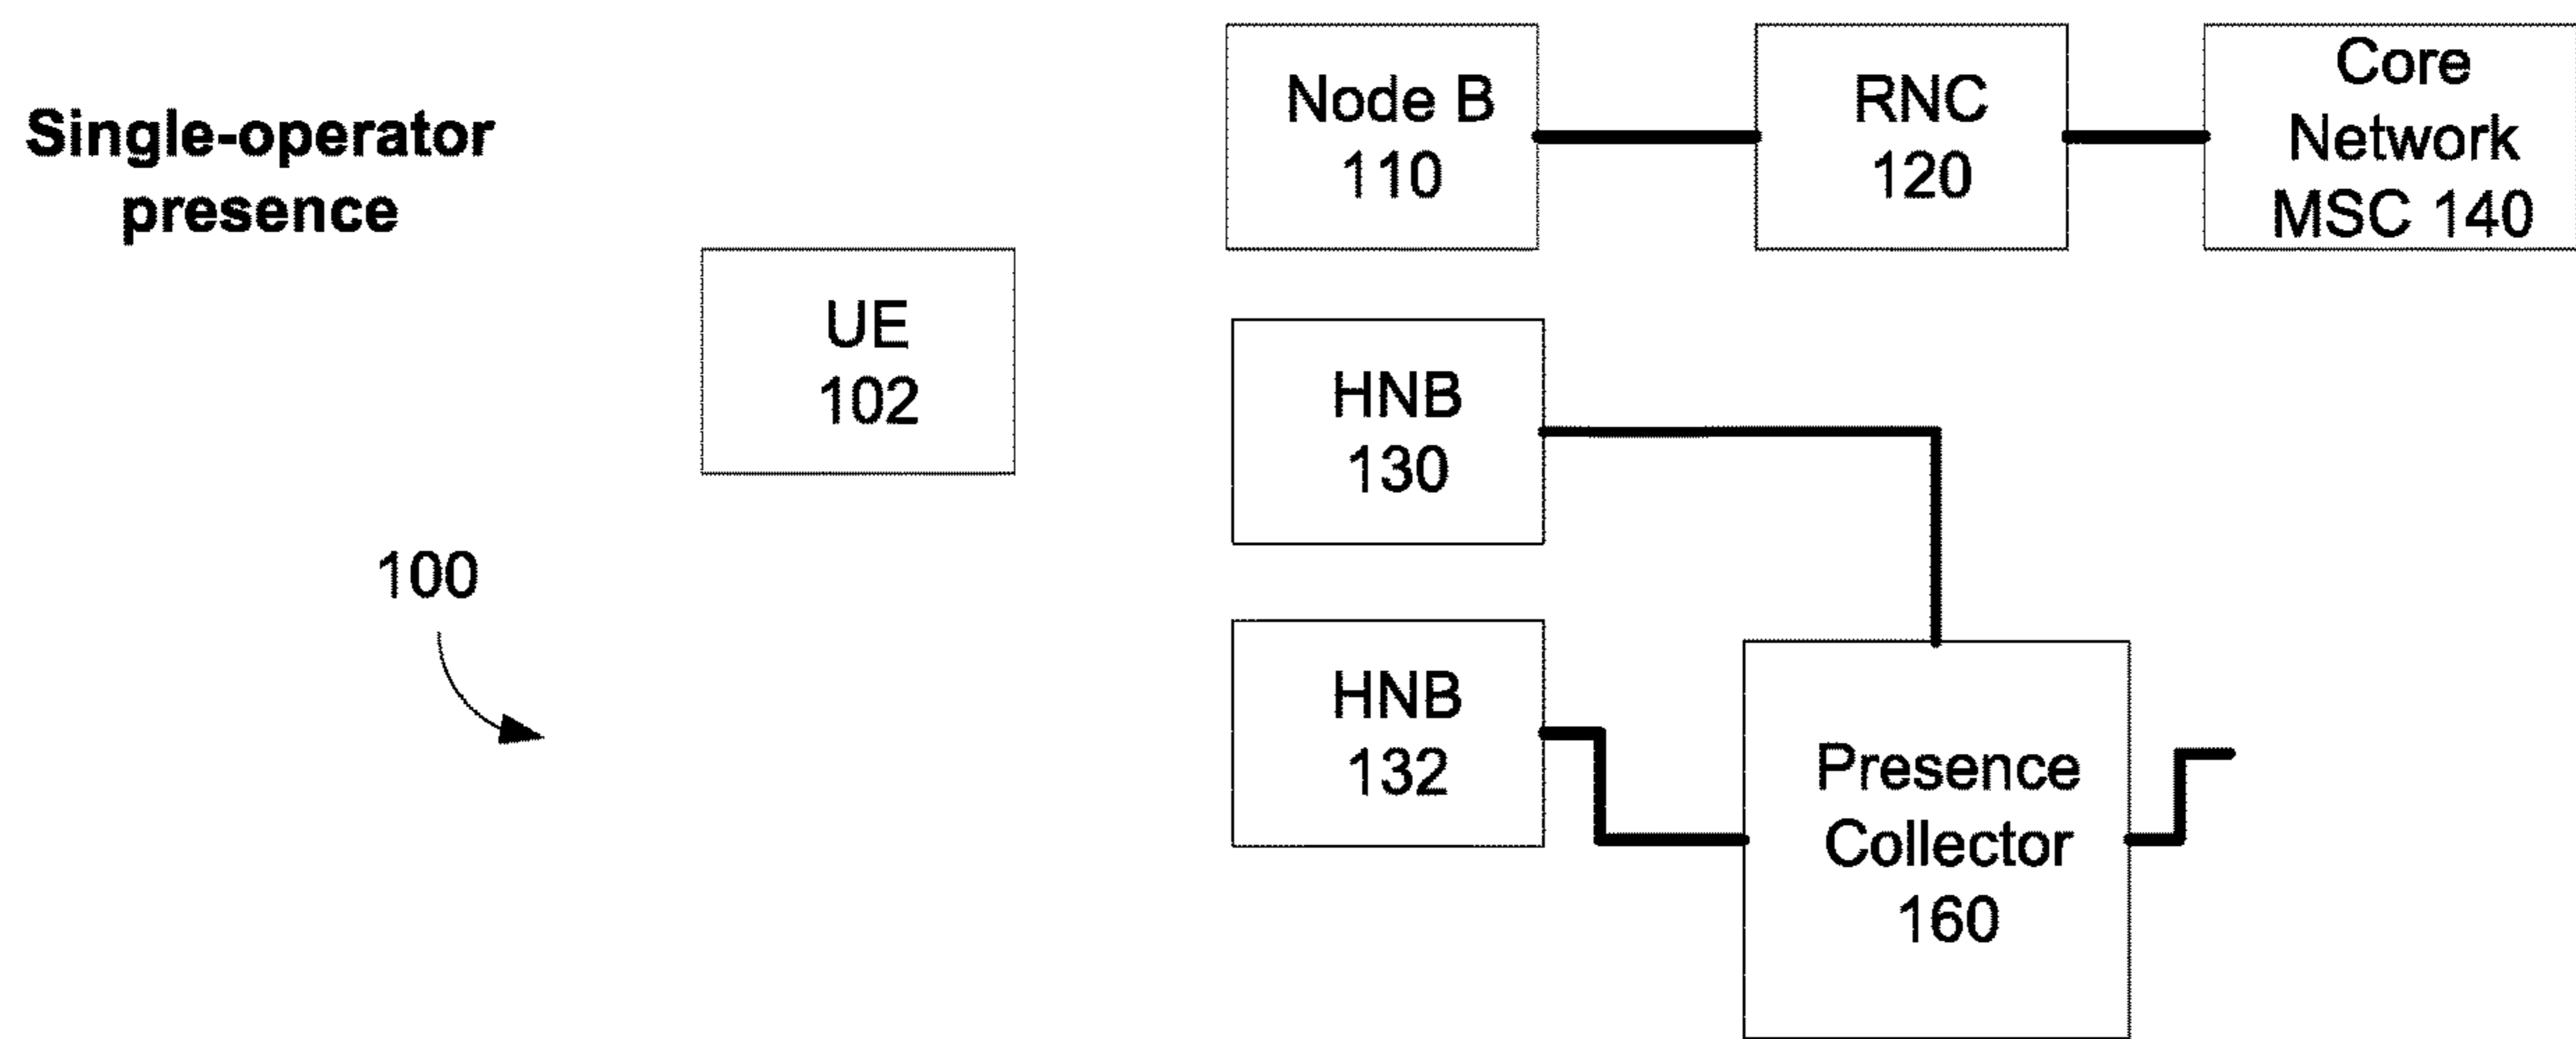 Single-operator
presence
Node B
110
RNC
120
Core
Network
MSC 140
UE
102
HNB
130
100
HNB
132
Presence
Collector
160